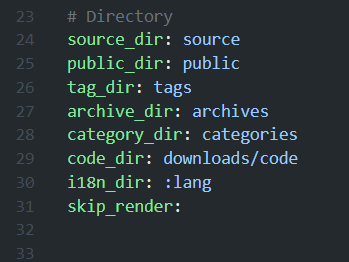 23 # Directory
24 source_dir: source
25 public_dir: public
26 tag_dir: tags
27 archive_dir: archives
28 category_dir: categories
29 code_dir: downloads/code
30 i18n_dir: :lang
31 skip_render:
32
33